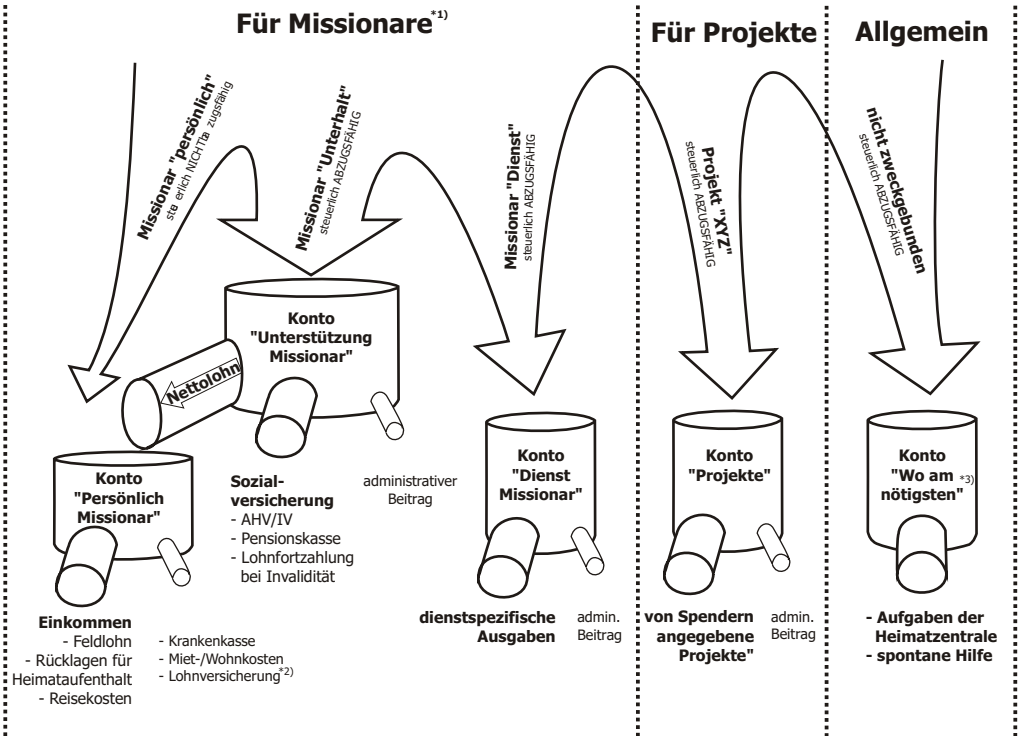 Für Missionare*1)
Für Projekte
Allgemein
Missionar "persönlich"
steuerlich NICHT abzugsfähig
Missionar "Unterhalt"
steuerlich ABZUGSFÄHIG
Missionar "Dienst"
steuerlich ABZUGSFÄHIG
Projekt "XYZ"
steuerlich ABZUGSFÄHIG
nicht zweckgebunden
steuerlich ABZUGSFÄHIG
Konto
"Unterstützung
Missionar"
Nettolohn
Konto
"Persönlich
Missionar"
Konto
"Dienst
Missionar"
Konto
"Projekte"
Konto
"Wo am *3)
nötigsten"
Sozial-
versicherung
- AHV/IV
- Pensionskasse
- Lohnfortzahlung
bei Invalidität
administrativer
Beitrag
Einkommen
- Feldlohn
- Rücklagen für
Heimataufenthalt
- Reisekosten
- Krankenkasse
- Miet-/Wohnkosten
- Lohnversicherung*2)
dienstspezifische
Ausgaben
admin.
Beitrag
von Spendern
angegebene
Projekte"
admin.
Beitrag
- Aufgaben der
Heimatzentrale
- spontane Hilfe